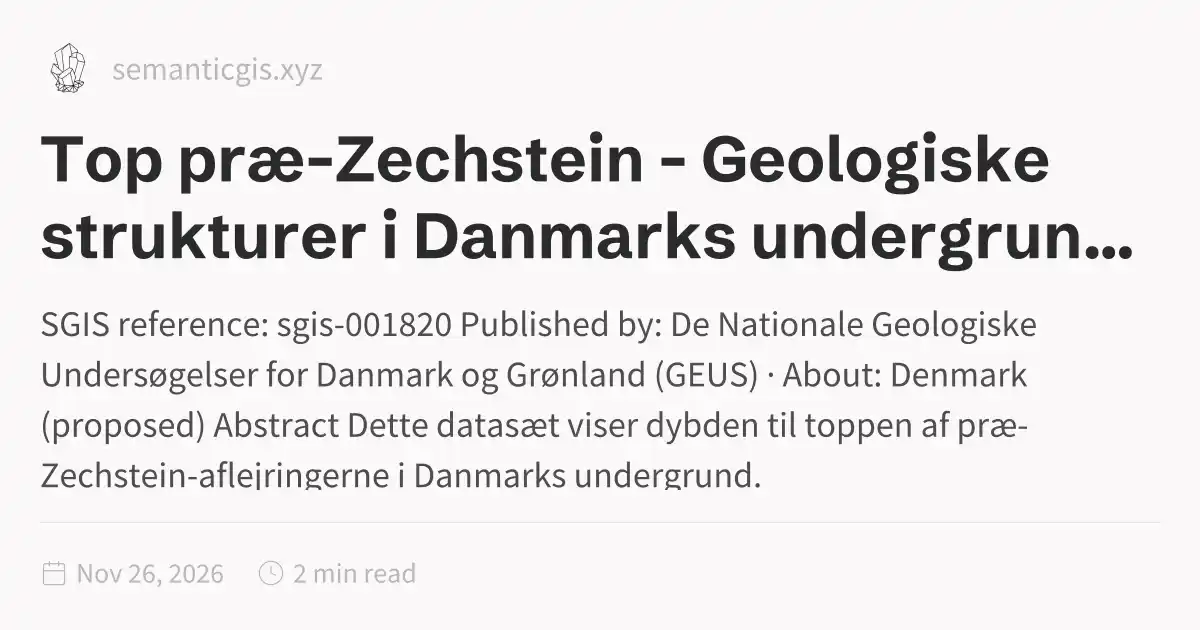 semanticgis.xyz
Top præ-Zechstein - Geologiske
strukturer i Danmarks undergrun...
SGIS reference: sgis-001820 Published by: De Nationale Geologiske
Undersøgelser for Danmark og Grønland (GEUS) · About: Denmark
(proposed) Abstract Dette datasæt viser dybden til toppen af præ-
Zechstein-aflejringerne i Danmarks undergrund.
Nov 26, 2026
2 min read